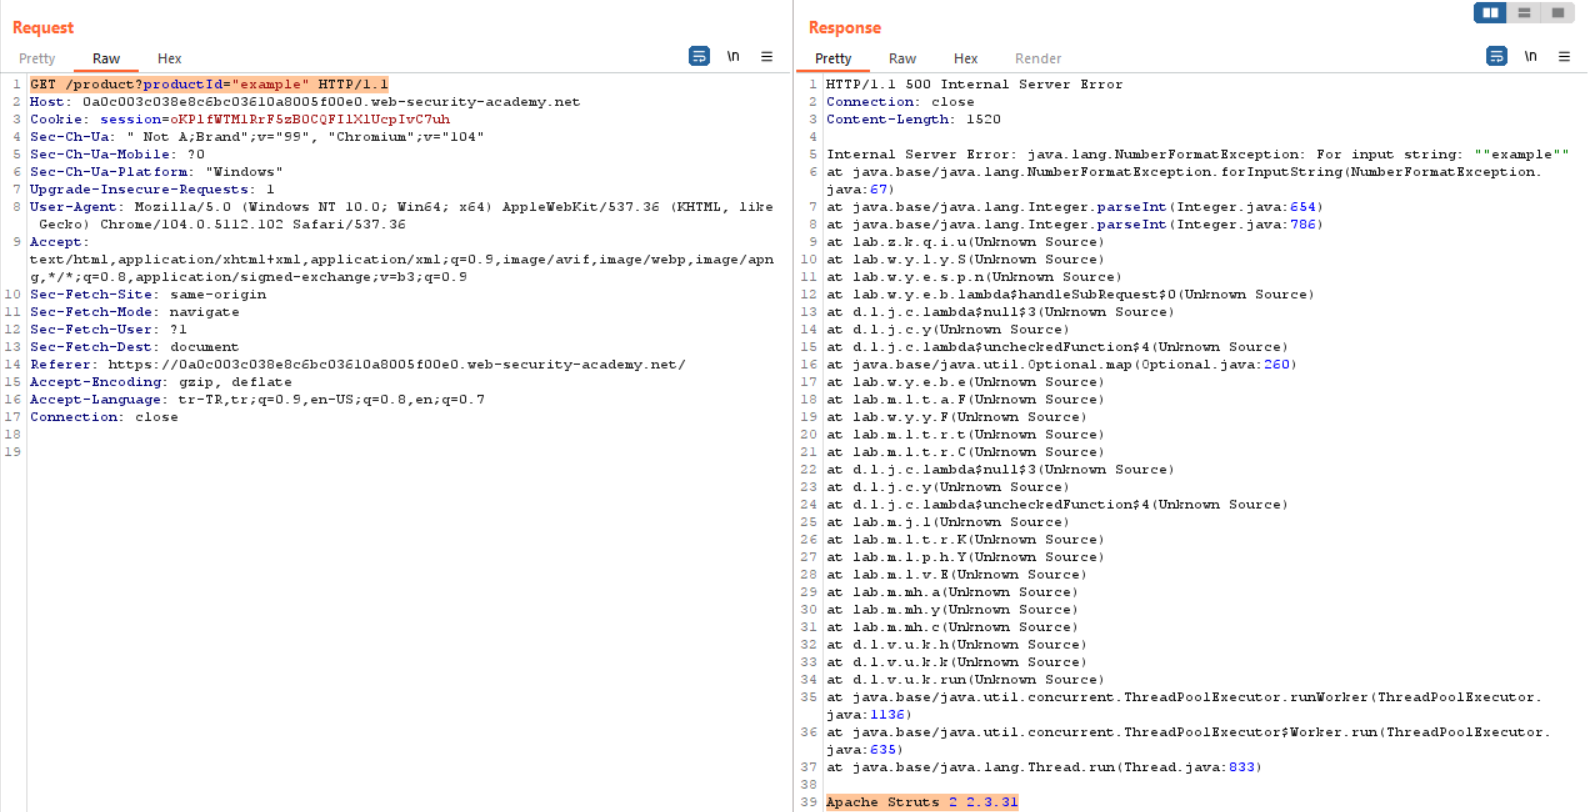 Request
Pretty Raw Hex
\n
1 GET /product?productId="example" HTTP/1.1
2 Host: 0a0c003c038e8c6bc03610a8005f00e0.web-security-academy.net
3 Cookie: session=oKP1fWTM1RrF5zB0CQFI1X1UcpIvC7uh
4 Sec-Ch-Ua: " Not A;Brand";v="99", "Chromium";v="104"
5 Sec-Ch-Ua-Mobile: ?0
6 Sec-Ch-Ua-Platform: "Windows"
7 Upgrade-Insecure-Requests: 1
8 User-Agent: Mozilla/5.0 (Windows NT 10.0; Win64; x64) AppleWebKit/537.36 (KHTML, like
Gecko) Chrome/104.0.5112.102 Safari/537.36
9 Accept:
text/html,application/xhtml+xml,application/xml;q=0.9,image/avif,image/webp,image/apn
g,*/*;q=0.8,application/signed-exchange;v=b3;q=0.9
10 Sec-Fetch-Site: same-origin
11 Sec-Fetch-Mode: navigate
12 Sec-Fetch-User: ?1
13 Sec-Fetch-Dest: document
14 Referer: https://0a0c003c038e8c6bc03610a8005f00e0.web-security-academy.net/
15 Accept-Encoding: gzip, deflate
16 Accept-Language: tr-TR,tr;q=0.9,en-US;q=0.8,en;q=0.7
17 Connection: close
18
19
Response
Pretty Raw Hex Render
\n
1 HTTP/1.1 500 Internal Server Error
2 Connection: close
3 Content-Length: 1520
4
5 Internal Server Error: java.lang.NumberFormatException: For input string: ""example""
6 at java.base/java.lang.NumberFormatException.forInputString(NumberFormatException.
java:67)
7 at java.base/java.lang.Integer.parseInt(Integer.java:654)
8 at java.base/java.lang.Integer.parseInt(Integer.java:786)
9 at lab.z.k.q.i.u(Unknown Source)
10 at lab.w.y.l.y.S(Unknown Source)
11 at lab.w.y.e.s.p.n(Unknown Source)
12 at lab.w.y.e.b.lambda$handleSubRequest$0(Unknown Source)
13 at d.l.j.c.lambda$null$3(Unknown Source)
14 at d.l.j.c.y(Unknown Source)
15 at d.l.j.c.lambda$uncheckedFunction$4(Unknown Source)
16 at java.base/java.util.Optional.map(Optional.java:260)
17 at lab.w.y.e.b.e(Unknown Source)
18 at lab.m.l.t.a.F(Unknown Source)
19 at lab.w.y.y.F(Unknown Source)
20 at lab.m.l.t.r.t(Unknown Source)
21 at lab.m.l.t.r.C(Unknown Source)
22 at d.l.j.c.lambda$null$3(Unknown Source)
23 at d.l.j.c.y(Unknown Source)
24 at d.l.j.c.lambda$uncheckedFunction$4(Unknown Source)
25 at lab.m.j.l(Unknown Source)
26 at lab.m.l.t.r.K(Unknown Source)
27 at lab.m.l.p.h.Y(Unknown Source)
28 at lab.m.l.v.E(Unknown Source)
29 at lab.m.mh.a(Unknown Source)
30 at lab.m.mh.y(Unknown Source)
31 at lab.m.mh.c(Unknown Source)
32 at d.l.v.u.k.h(Unknown Source)
33 at d.l.v.u.k.k(Unknown Source)
34 at d.l.v.u.k.run(Unknown Source)
35 at java.base/java.util.concurrent.ThreadPoolExecutor.runWorker(ThreadPoolExecutor.
java:1136)
36 at java.base/java.util.concurrent.ThreadPoolExecutor$Worker.run(ThreadPoolExecutor.
java:635)
37 at java.base/java.lang.Thread.run(Thread.java:833)
38
39 Apache Struts 2 2.3.31